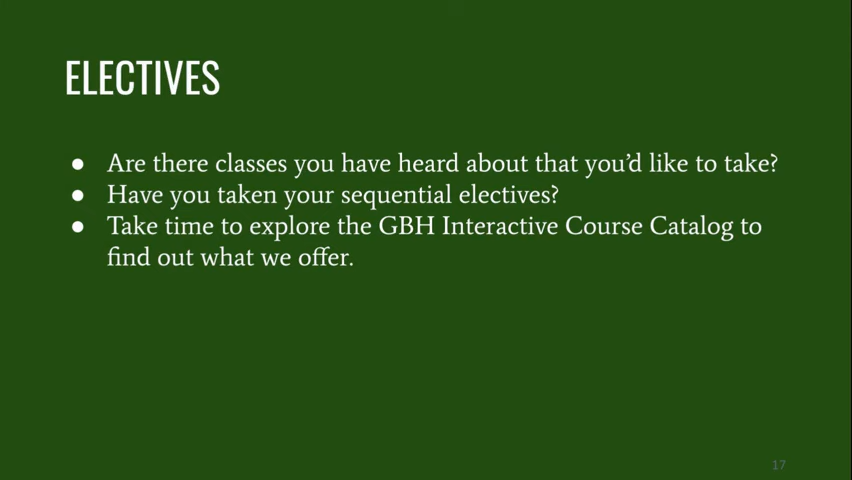 ELECTIVES
● Are there classes you have heard about that you’d like to take?
● Have you taken your sequential electives?
● Take time to explore the GBH Interactive Course Catalog to
find out what we offer.
17